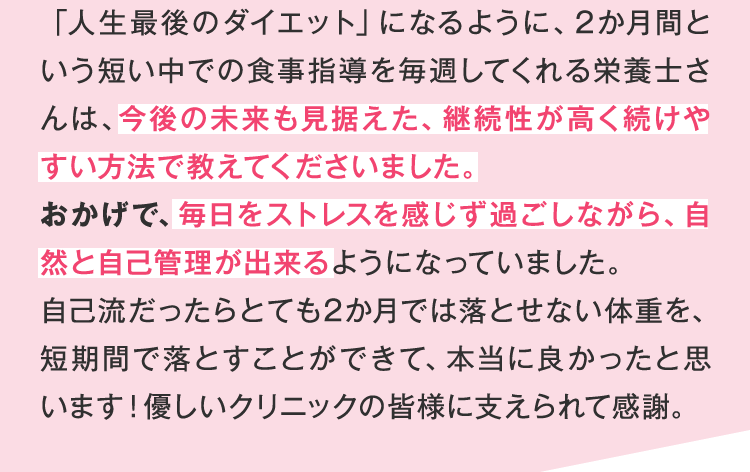 「人生最後のダイエット」になるように、2か月間と
いう短い中での食事指導を毎週してくれる栄養士さ
んは、今後の未来も見据えた、継続性が高く続けや
すい方法で教えてくださいました。
おかげで、毎日をストレスを感じず過ごしながら、自
然と自己管理が出来るようになっていました。
自己流だったらとても2か月では落とせない体重を、
短期間で落とすことができて、本当に良かったと思
います！優しいクリニックの皆様に支えられて感謝。